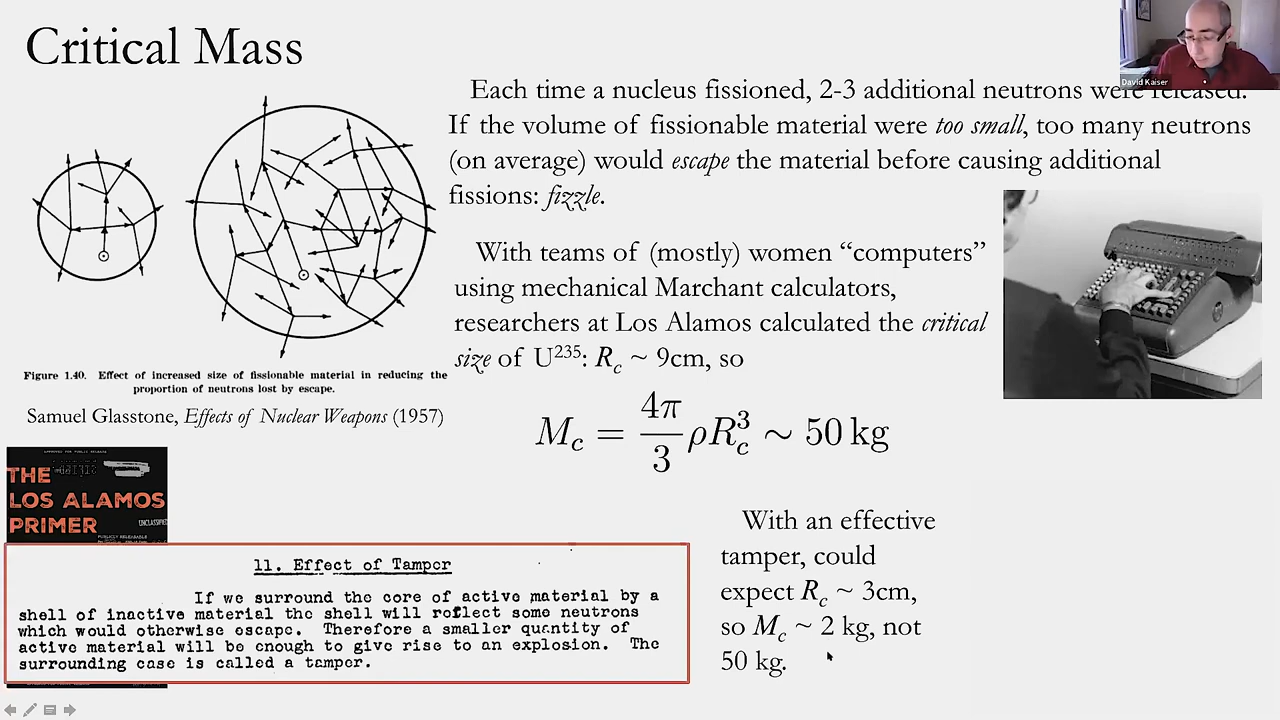 Critical Mass
David Kaiser
Each time a nucleus fissioned, 2-3 additional neutrons were released.
If the volume of fissionable material were too small, too many neutrons
(on average) would escape the material before causing additional
fissions: fizzle.
With teams of (mostly) women “computers”
using mechanical Marchant calculators,
researchers at Los Alamos calculated the critical
size of U²³⁵: R_c ~ 9cm, so
M_c = 4π/3 ρR_c³ ∼ 50 kg
Figure 1.40. Effect of increased size of fissionable material in reducing the
proportion of neutrons lost by escape.
Samuel Glasstone, Effects of Nuclear Weapons (1957)
THE
LOS ALAMOS
PRIMER
UNCLASSIFIED
PUBLICLY RELEASABLE
11. Effect of Tamper
If we surround the core of active material by a
shell of inactive material the shell will reflect some neutrons
which would otherwise escape. Therefore a smaller quantity of
active material will be enough to give rise to an explosion. The
surrounding case is called a tamper.
With an effective
tamper, could
expect R_c ~ 3cm,
so M_c ~ 2 kg, not
50 kg.